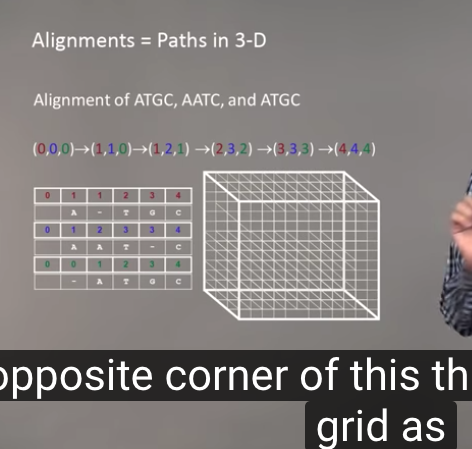 Alignments = Paths in 3-D
Alignment of ATGC, AATC, and ATGC
(0,0,0)→(1,1,0)→(1,2,1) →(2,3,2) →(3,3,3) →(4,4,4)
0 1 1 2 3 4
A – T G C
0 1 2 3 3 4
A A T – C
0 0 1 2 3 4
– A T G C
opposite corner of this th
grid as